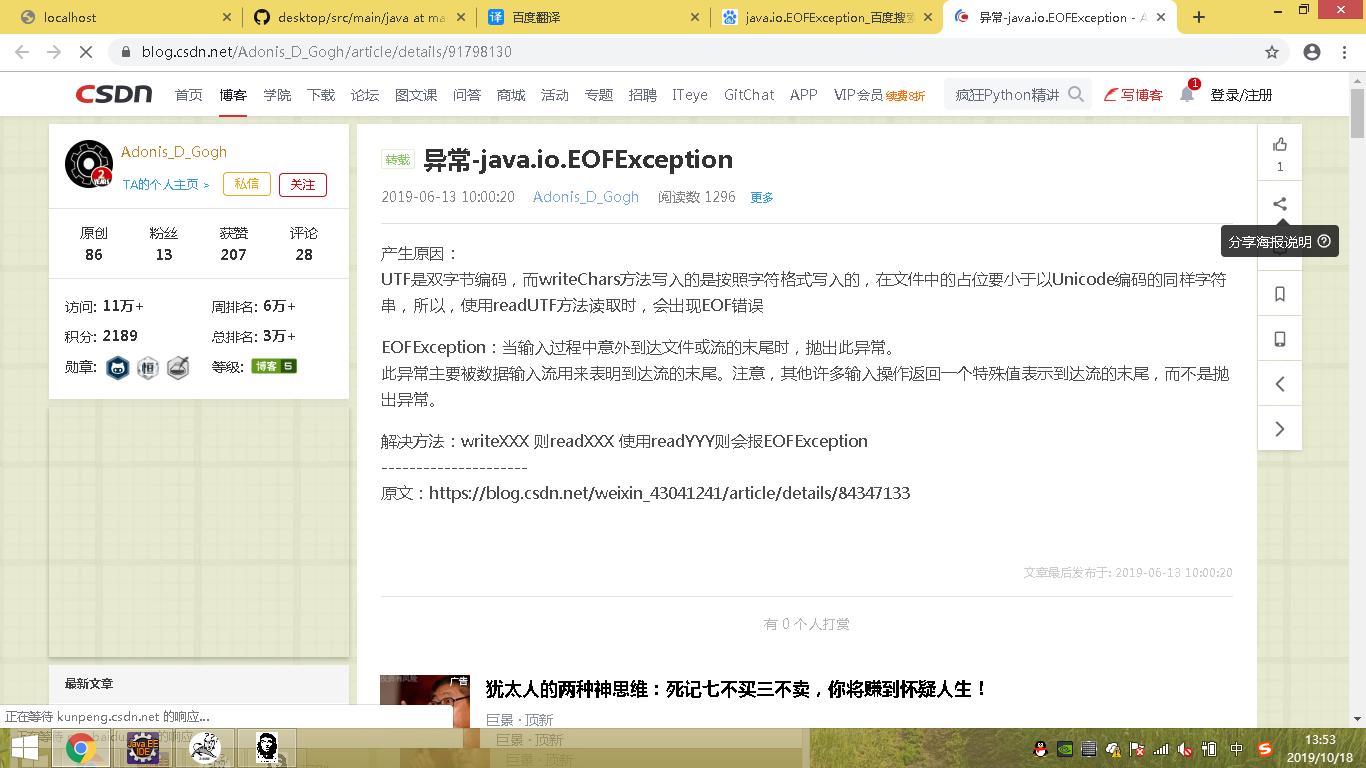 localhost
desktop/src/main/java at ma
译 百度翻译
java.io.EOFException_百度搜索
异常-java.io.EOFException - A
blog.csdn.net/Adonis_D_Gogh/article/details/91798130
CSDN 首页 博客 学院 下载 论坛 图文课 问答 商城 活动 专题 招聘 ITeye GitChat APP VIP会员 续费8折 疯狂Python精讲 写博客 1 登录/注册
Adonis_D_Gogh
2 YEARS
TA的个人主页 > 私信 关注
原创 粉丝 获赞 评论
86 13 207 28
访问: 11万+ 周排名: 6万+
积分: 2189 总排名: 3万+
勋章: 恒 等级: 博客 5
最新文章
转载 异常-java.io.EOFException
2019-06-13 10:00:20 Adonis_D_Gogh 阅读数 1296 更多
产生原因：
UTF是双字节编码，而writeChars方法写入的是按照字符格式写入的，在文件中的占位要小于以Unicode编码的同样字符
串，所以，使用readUTF方法读取时，会出现EOF错误
EOFException：当输入过程中意外到达文件或流的末尾时，抛出此异常。
此异常主要被数据输入流用来表明到达流的末尾。注意，其他许多输入操作返回一个特殊值表示到达流的末尾，而不是抛
出异常。
解决方法：writeXXX 则readXXX 使用readYYY则会报EOFException
---------------------
原文：https://blog.csdn.net/weixin_43041241/article/details/84347133
文章最后发布于: 2019-06-13 10:00:20
有 0 个人打赏
1
分享海报说明
广告
犹太人的两种神思维：死记七不买三不卖，你将赚到怀疑人生！
巨景 · 顶新
正在等待 kunpeng.csdn.net 的响应...
巨景 · 顶新
巨景 · 顶新
Java EE
IDE
中
13:53
2019/10/18